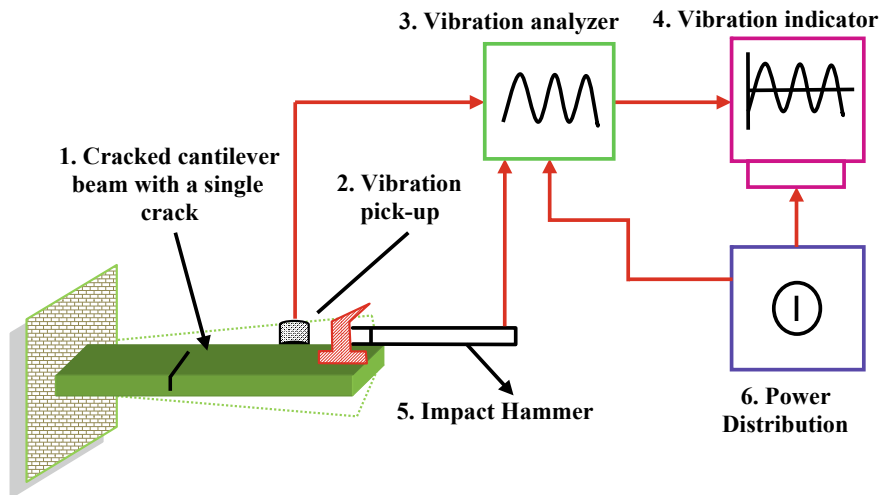 3. Vibration analyzer
4. Vibration indicator
1. Cracked cantilever
beam with a single
crack
2. Vibration
pick-up
5. Impact Hammer
6. Power
Distribution